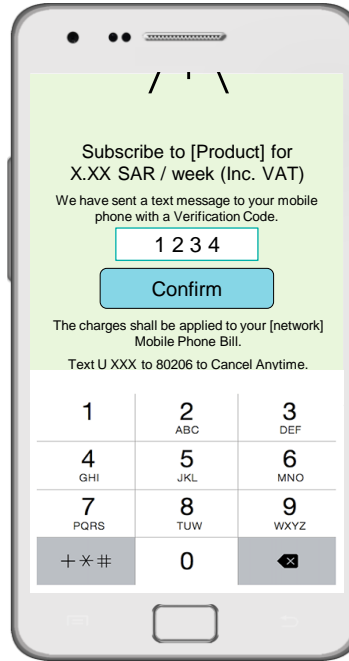 Subscribe to [Product] for
X.XX SAR / week (Inc. VAT)
We have sent a text message to your mobile
phone with a Verification Code.
1 2 3 4
Confirm
The charges shall be applied to your [network]
Mobile Phone Bill.
Text U XXX to 80206 to Cancel Anytime.
1 2 3
ABC DEF
4 5 6
GHI JKL MNO
7 8 9
PQRS TUW WXYZ
+*# 0